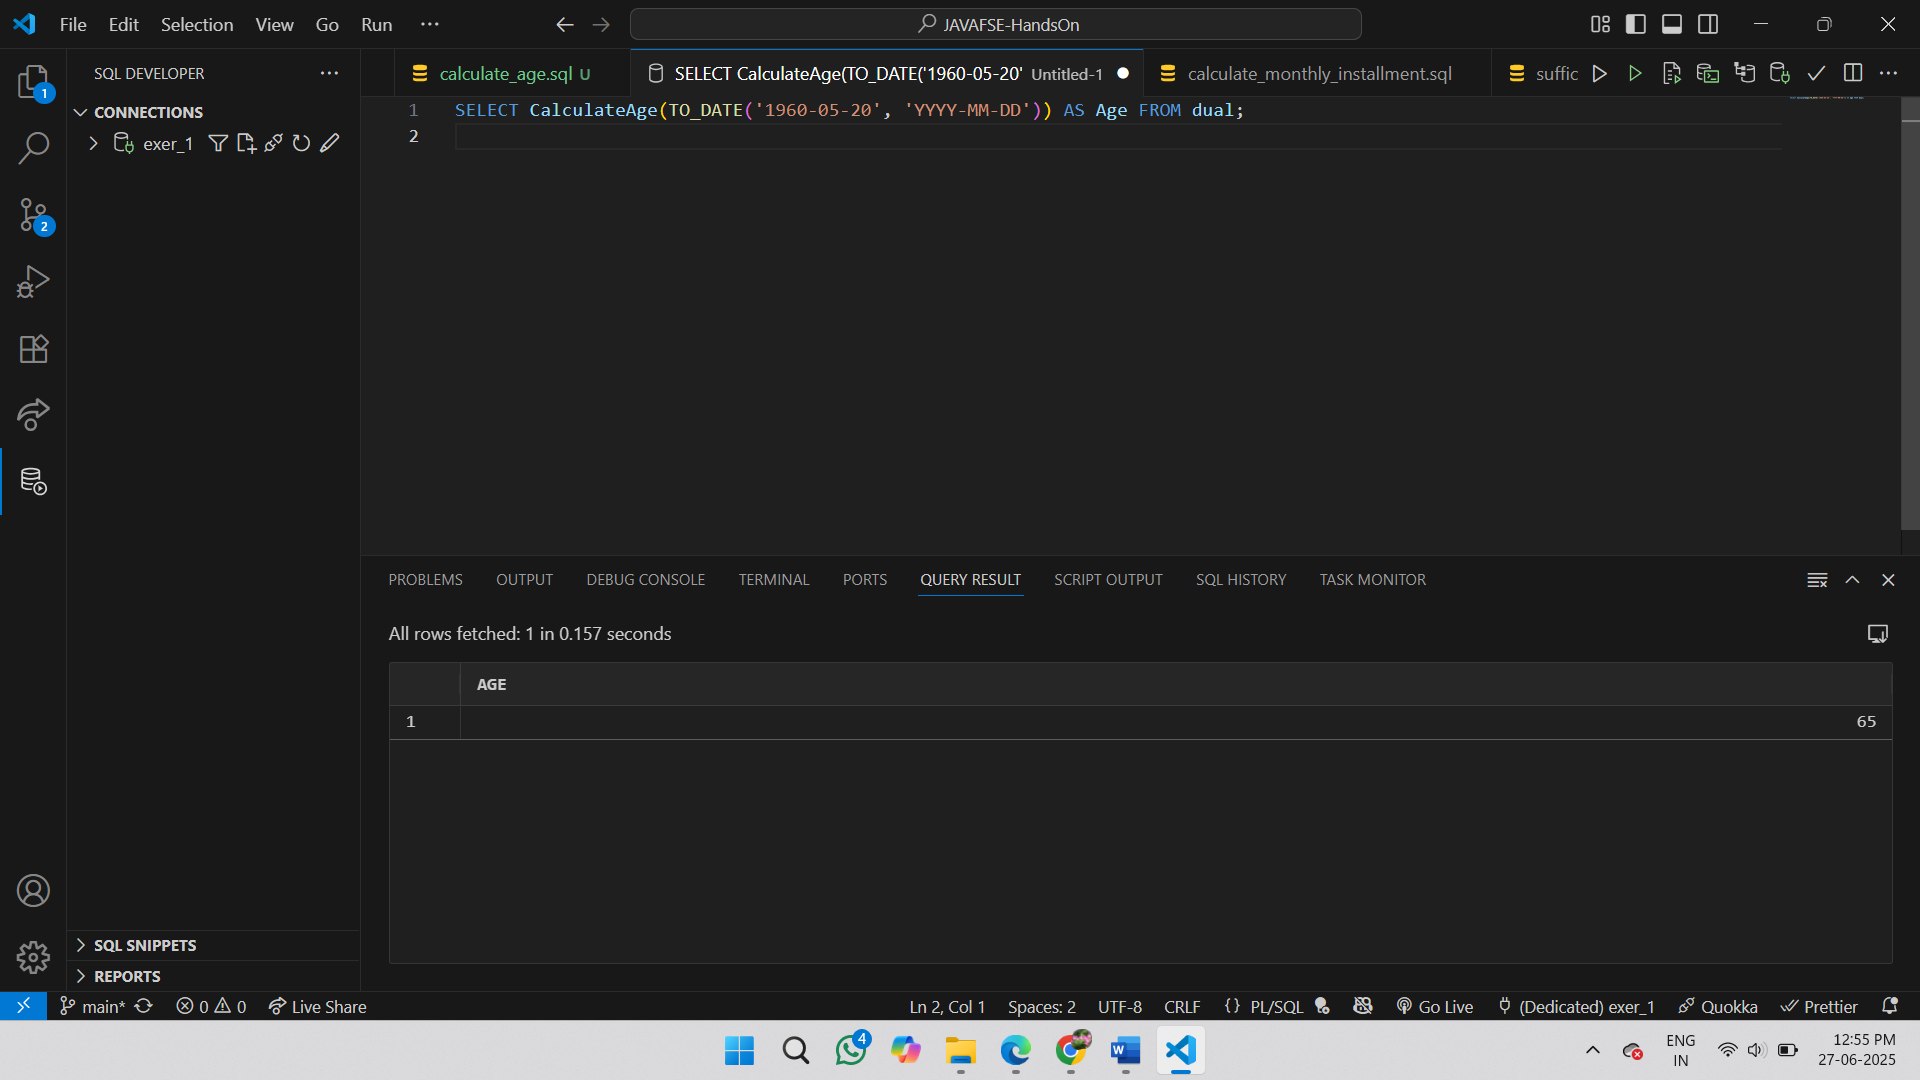 File Edit Selection View Go Run ···
JAVAFSE-HandsOn
SQL DEVELOPER
CONNECTIONS
exer_1
SQL SNIPPETS
REPORTS
calculate_age.sql U
SELECT CalculateAge(TO_DATE('1960-05-20' Untitled-1
calculate_monthly_installment.sql
suffic
1 SELECT CalculateAge(TO_DATE('1960-05-20', 'YYYY-MM-DD')) AS Age FROM dual;
2
PROBLEMS OUTPUT DEBUG CONSOLE TERMINAL PORTS QUERY RESULT SCRIPT OUTPUT SQL HISTORY TASK MONITOR
All rows fetched: 1 in 0.157 seconds
AGE
1 65
1
2
main* 0 0 Live Share
Ln 2, Col 1 Spaces: 2 UTF-8 CRLF {} PL/SQL Go Live (Dedicated) exer_1 Quokka Prettier
4
ENG
IN
12:55 PM
27-06-2025